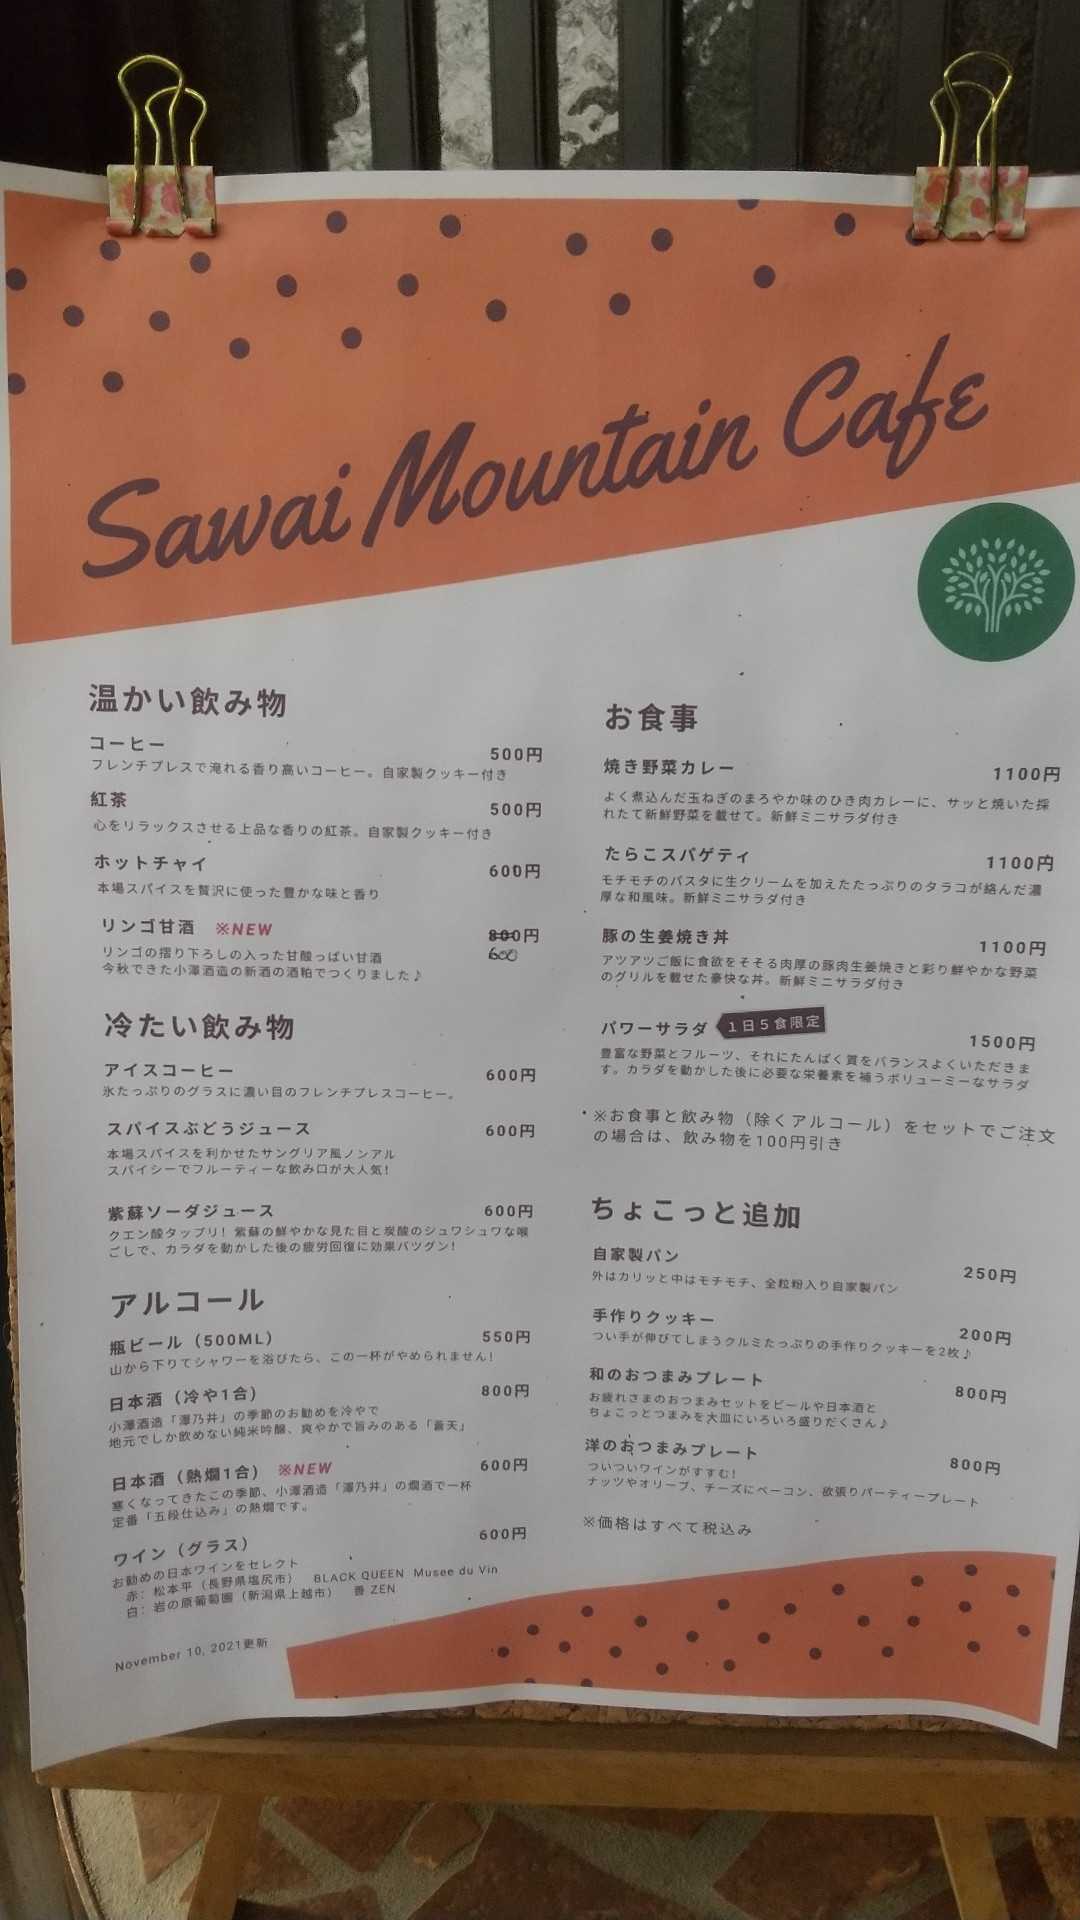 Sawai Mountain Cafe
温かい飲み物
コーヒー 500円
フレンチプレスで淹れる香り高いコーヒー。自家製クッキー付き
紅茶 500円
心をリラックスさせる上品な香りの紅茶。自家製クッキー付き
ホットチャイ 600円
本場スパイスを贅沢に使った豊かな味と香り
リンゴ甘酒 ※NEW 800円
600
リンゴの摺り下ろしの入った甘酸っぱい甘酒
今秋できた小澤酒造の新酒の酒粕でつくりました♪
冷たい飲み物
アイスコーヒー 600円
氷たっぷりのグラスに濃い目のフレンチプレスコーヒー。
スパイスぶどうジュース 600円
本場スパイスを利かせたサングリア風ノンアル
スパイシーでフルーティーな飲み口が大人気!
紫蘇ソーダジュース 600円
クエン酸タップリ! 紫蘇の鮮やかな見た目と炭酸のシュワシュワな喉
ごしで、カラダを動かした後の疲労回復に効果バツグン!
アルコール
瓶ビール（500ML） 550円
山から下りてシャワーを浴びたら、この一杯がやめられません!
日本酒（冷や1合） 800円
小澤酒造「澤乃井」の季節のお勧めを冷やで
地元でしか飲めない純米吟醸、爽やかで旨みのある「蒼天」
日本酒（熱燗1合） ※NEW 600円
寒くなってきたこの季節、小澤酒造「澤乃井」の燗酒で一杯
定番「五段仕込み」の熱燗です。
ワイン（グラス） 600円
お勧めの日本ワインをセレクト
赤: 松本平（長野県塩尻市） BLACK QUEEN Musee du Vin
白: 岩の原葡萄園（新潟県上越市） 善 ZEN
November 10, 2021更新
お食事
焼き野菜カレー 1100円
よく煮込んだ玉ねぎのまろやか味のひき肉カレーに、サッと焼いた採
れたて新鮮野菜を載せて。新鮮ミニサラダ付き
たらこスパゲティ 1100円
モチモチのパスタに生クリームを加えたたっぷりのタラコが絡んだ濃
厚な和風味。新鮮ミニサラダ付き
豚の生姜焼き丼 1100円
アツアツご飯に食欲をそそる肉厚の豚肉生姜焼きと彩り鮮やかな野菜
のグリルを載せた豪快な丼。新鮮ミニサラダ付き
パワーサラダ 1日5食限定 1500円
豊富な野菜とフルーツ、それにたんぱく質をバランスよくいただきま
す。カラダを動かした後に必要な栄養素を補うボリューミーなサラダ
※お食事と飲み物（除くアルコール）をセットでご注文
の場合は、飲み物を100円引き
ちょこっと追加
自家製パン 250円
外はカリッと中はモチモチ、全粒粉入り自家製パン
手作りクッキー 200円
つい手が伸びてしまうクルミたっぷりの手作りクッキーを2枚♪
和のおつまみプレート 800円
お疲れさまのおつまみセットをビールや日本酒と
ちょこっとつまみを大皿にいろいろ盛りだくさん♪
洋のおつまみプレート 800円
ついついワインがすすむ!
ナッツやオリーブ、チーズにベーコン、欲張りパーティープレート
※価格はすべて税込み